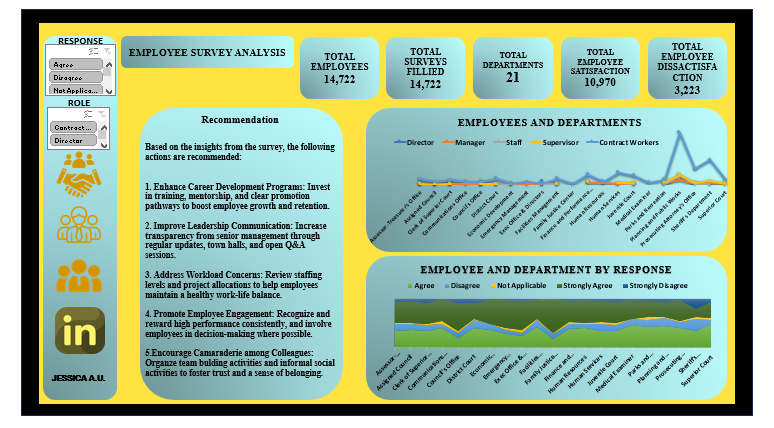 RESPONSE
Agree
Disagree
Not Applica...
ROLE
Contract...
Director
JESSICA A.U.
EMPLOYEE SURVEY ANALYSIS
TOTAL
EMPLOYEES
14,722
TOTAL
SURVEYS
FILLIED
14,722
TOTAL
DEPARTMENTS
21
TOTAL
EMPLOYEE
SATISFACTION
10,970
TOTAL
EMPLOYEE
DISSACTISFA
CTION
3,223
Recommendation
Based on the insights from the survey, the following
actions are recommended:
1. Enhance Career Development Programs: Invest
in training, mentorship, and clear promotion
pathways to boost employee growth and retention.
2. Improve Leadership Communication: Increase
transparency from senior management through
regular updates, town halls, and open Q&A
sessions.
3. Address Workload Concerns: Review staffing
levels and project allocations to help employees
maintain a healthy work-life balance.
4. Promote Employee Engagement: Recognize and
reward high performance consistently, and involve
employees in decision-making where possible.
5.Encourage Camaraderie among Colleagues:
Organze team bulding activities and informal social
activities to foster trust and a sense of belonging.
EMPLOYEES AND DEPARTMENTS
Director Manager Staff Supervisor Contract Workers
Assessor-Treasurer's Office
Assigned Council
Clerk of Superior Court
Communications Office
Council's Office
District Court
Economic Development
Emergency Management
Exec Office & Directors
Facilities Management
Family Justice Center
Finance and Performance...
Human Resources
Human Services
Juvenile Court
Medical Examiner
Parks and Recreation
Planning and Public Works
Prosecuting Attorney's Office
Sheriff's Department
Superior Court
EMPLOYEE AND DEPARTMENT BY RESPONSE
Agree Disagree Not Applicable Strongly Agree Strongly Disagree
Assessor...
Assigned Council
Clerk of Superior...
Communications...
Council's Office
District Court
Economic...
Emergency...
Exec Office &...
Facilities...
Family Justice...
Finance and...
Human Resources
Human Services
Juvenile Court
Medical Examiner
Parks and...
Planning and...
Prosecuting...
Sheriff's...
Superior Court
in